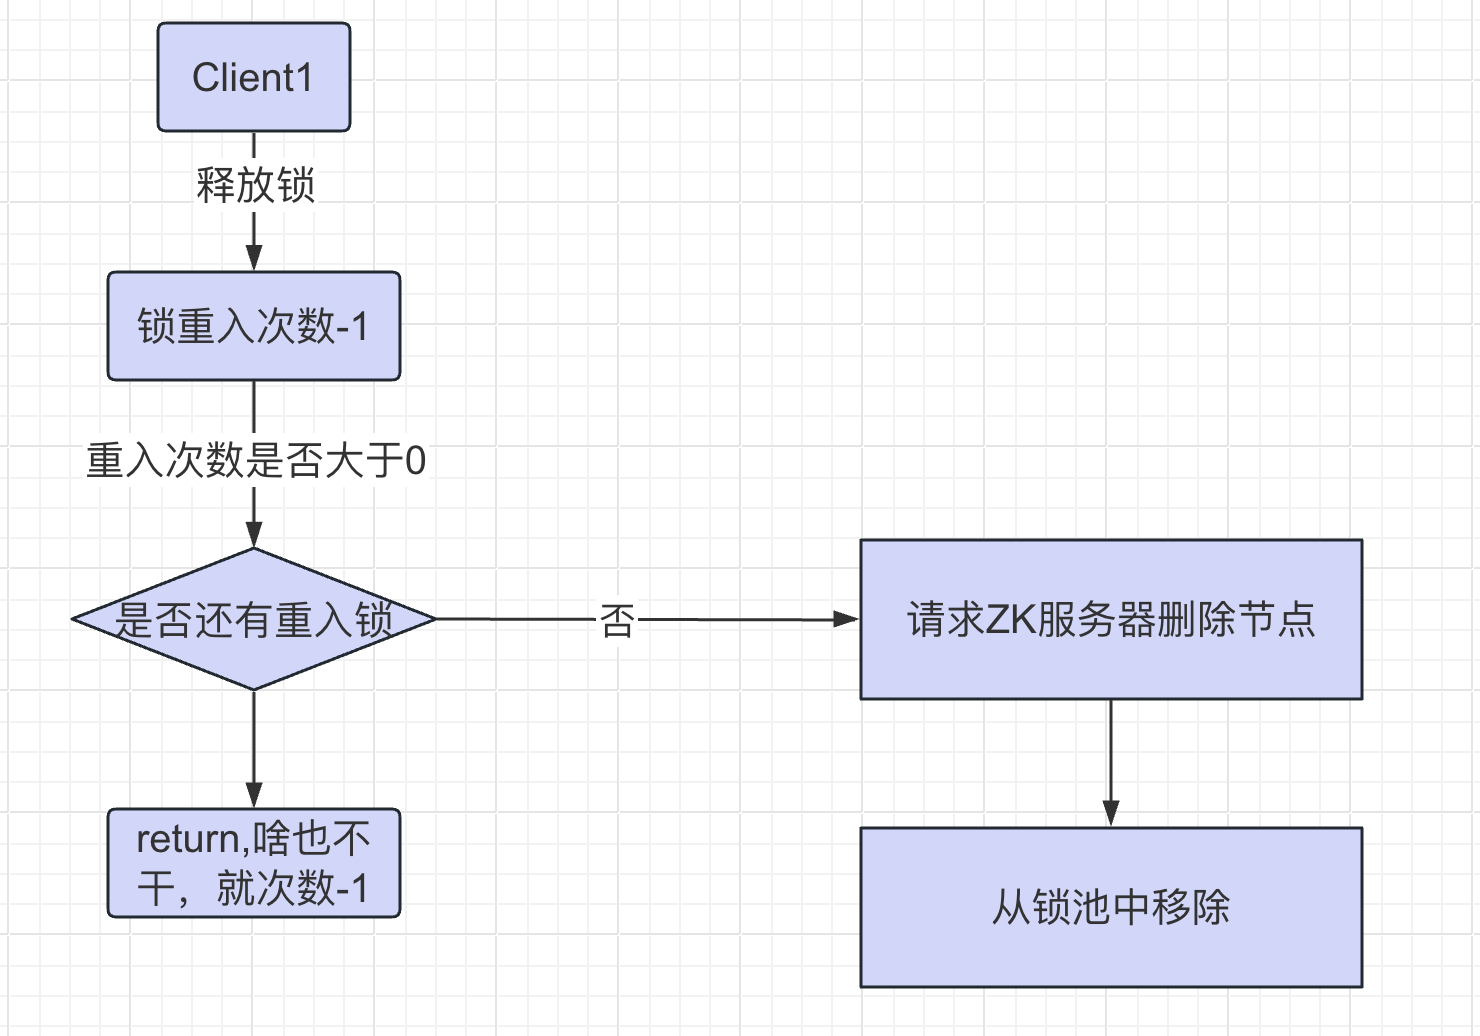 Client1
释放锁
锁重入次数-1
重入次数是否大于0
是否还有重入锁
否
请求ZK服务器删除节点
return,啥也不
干，就次数-1
从锁池中移除